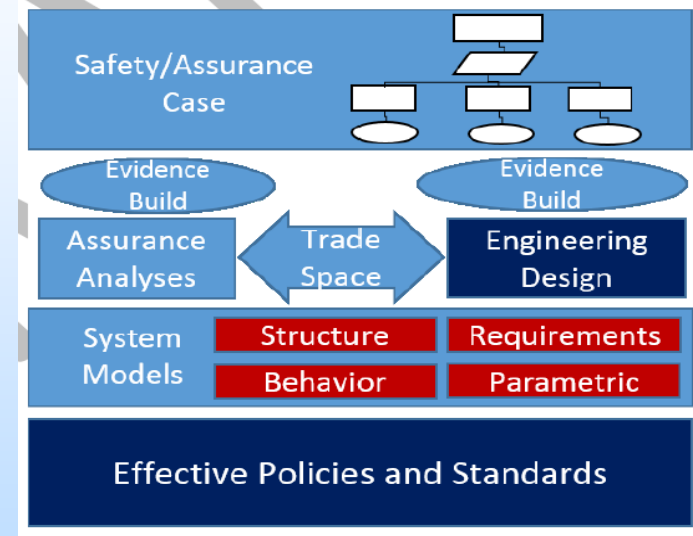 Safety/Assurance
Case
Evidence
Build
Evidence
Build
Assurance
Analyses
Trade
Space
Engineering
Design
System
Models
Structure
Requirements
Behavior
Parametric
Effective Policies and Standards